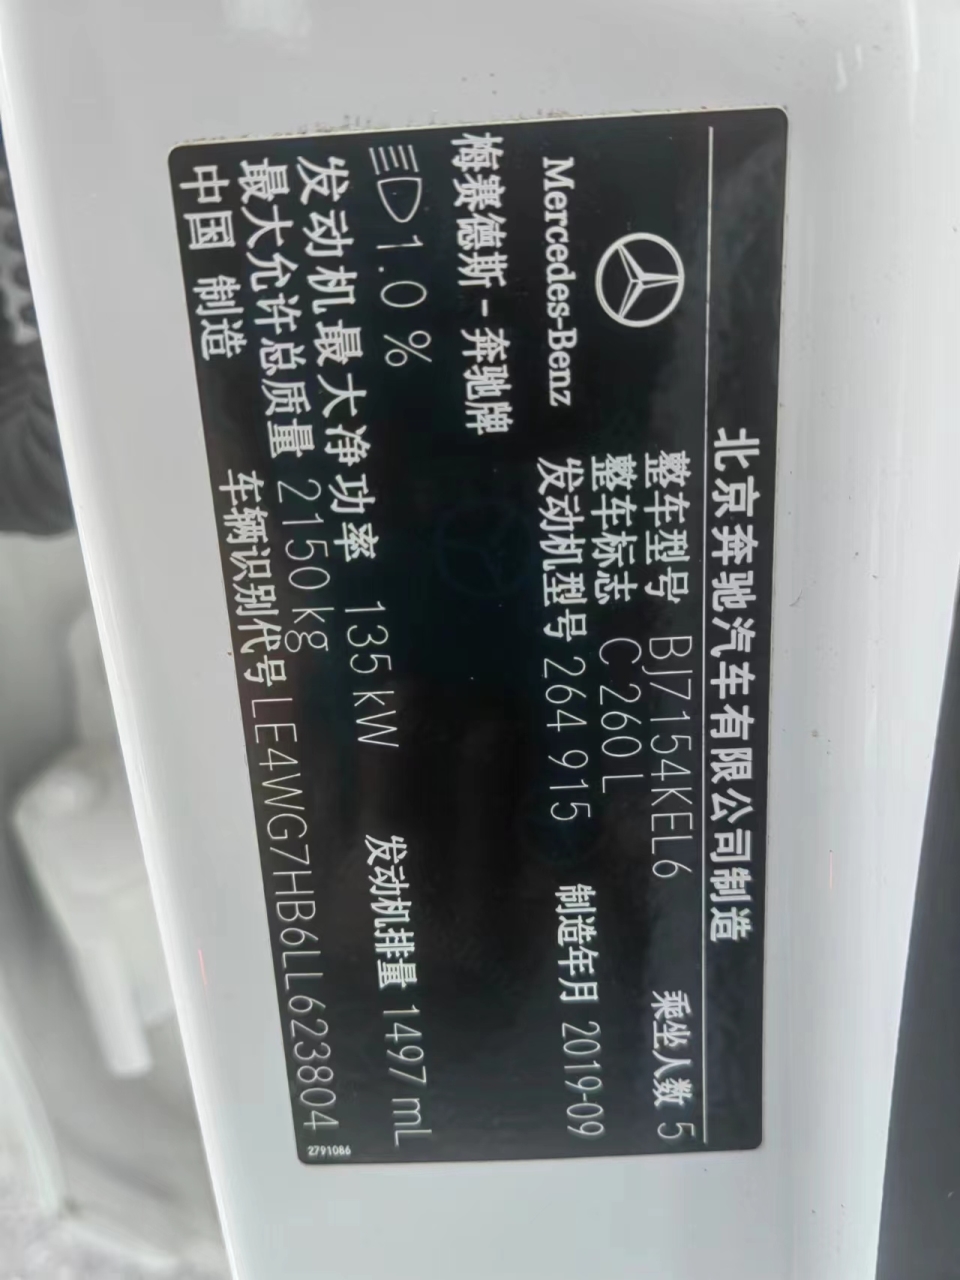 北京奔驰汽车有限公司制造
Mercedes-Benz
梅赛德斯-奔驰牌
整车型号 BJ7154KEL6 乘坐人数 5
整车标志 C 260 L
发动机型号 264 915 制造年月 2019-09
1.0 %
发动机最大净功率 135 kW 发动机排量 1497 mL
最大允许总质量 2150 kg
中国 制造 车辆识别代号 LE4WG7HB6LL623804
2791086